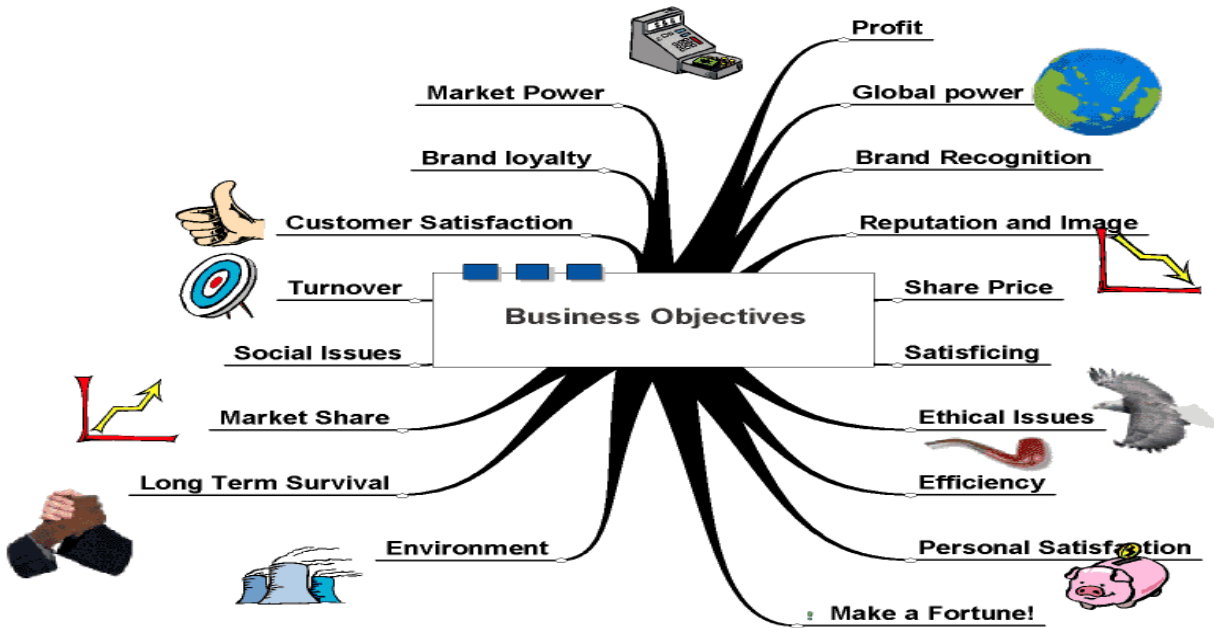 Profit
Market Power
Global power
Brand loyalty
Brand Recognition
Customer Satisfaction
Reputation and Image
Turnover
Share Price
Business Objectives
Social Issues
Satisficing
Market Share
Ethical Issues
Long Term Survival
Efficiency
Environment
Personal Satisfaction
Make a Fortune!